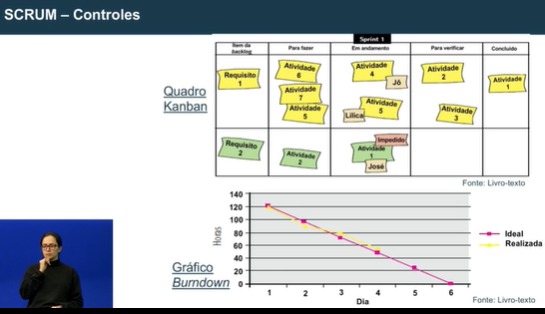 SCRUM – Controles
Sprint 1
Item da backlog
Para fazer
Em andamento
Para verificar
Concluído
Quadro
Kanban
Requisito
1
Atividade
6
Atividade
7
Atividade
5
Atividade
4
Jô
Lilica
Atividade
5
Atividade
2
Atividade
3
Atividade
1
Requisito
2
Atividade
2
Impedido
Atividade
1
José
Fonte: Livro-texto
Gráfico
Burndown
Horas
140
120
100
80
60
40
20
0
1 2 3 4 5 6
Dia
Ideal
Realizada
Fonte: Livro-texto